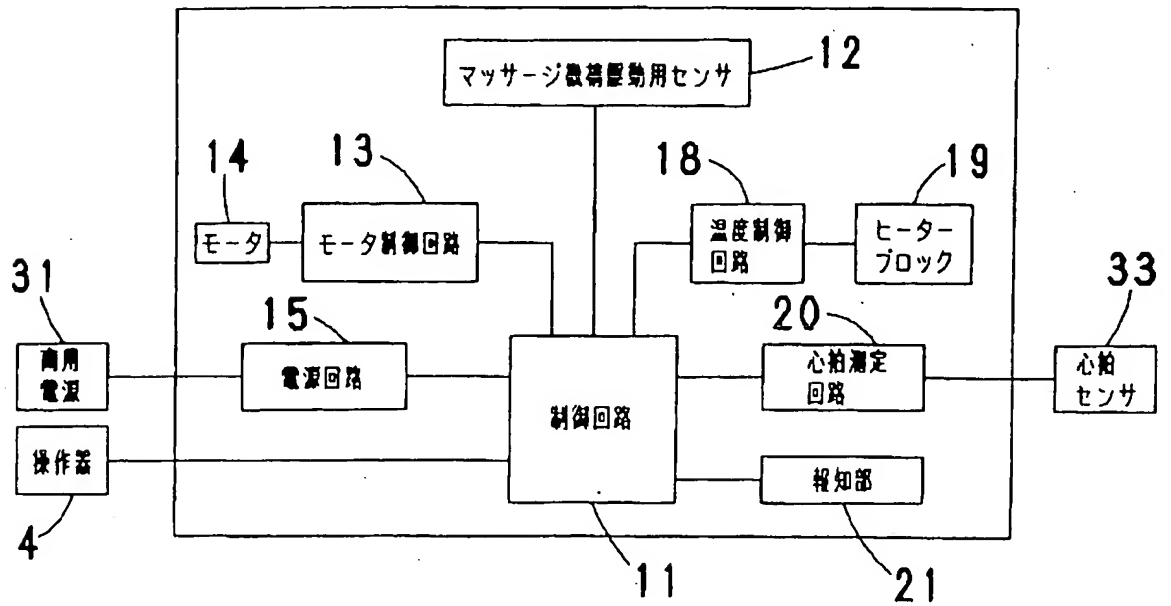 12
マッサージ機構駆動用センサ
14
13
18
19
モータ
モータ制御回路
温度制御
回路
ヒーター
ブロック
31
15
20
33
商用
電源
電源回路
心拍測定
回路
心拍
センサ
制御回路
操作器
報知部
4
11
21